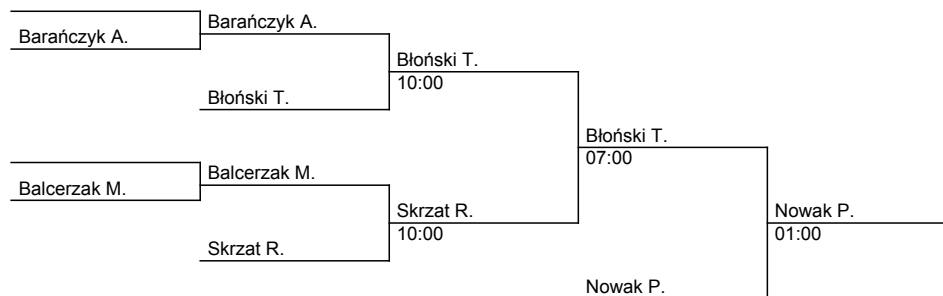 Barańczyk A.
Barańczyk A.
Błoński T.
10:00
Błoński T.
Błoński T.
07:00
Balcerzak M.
Balcerzak M.
Skrzat R.
10:00
Nowak P.
01:00
Skrzat R.
Nowak P.